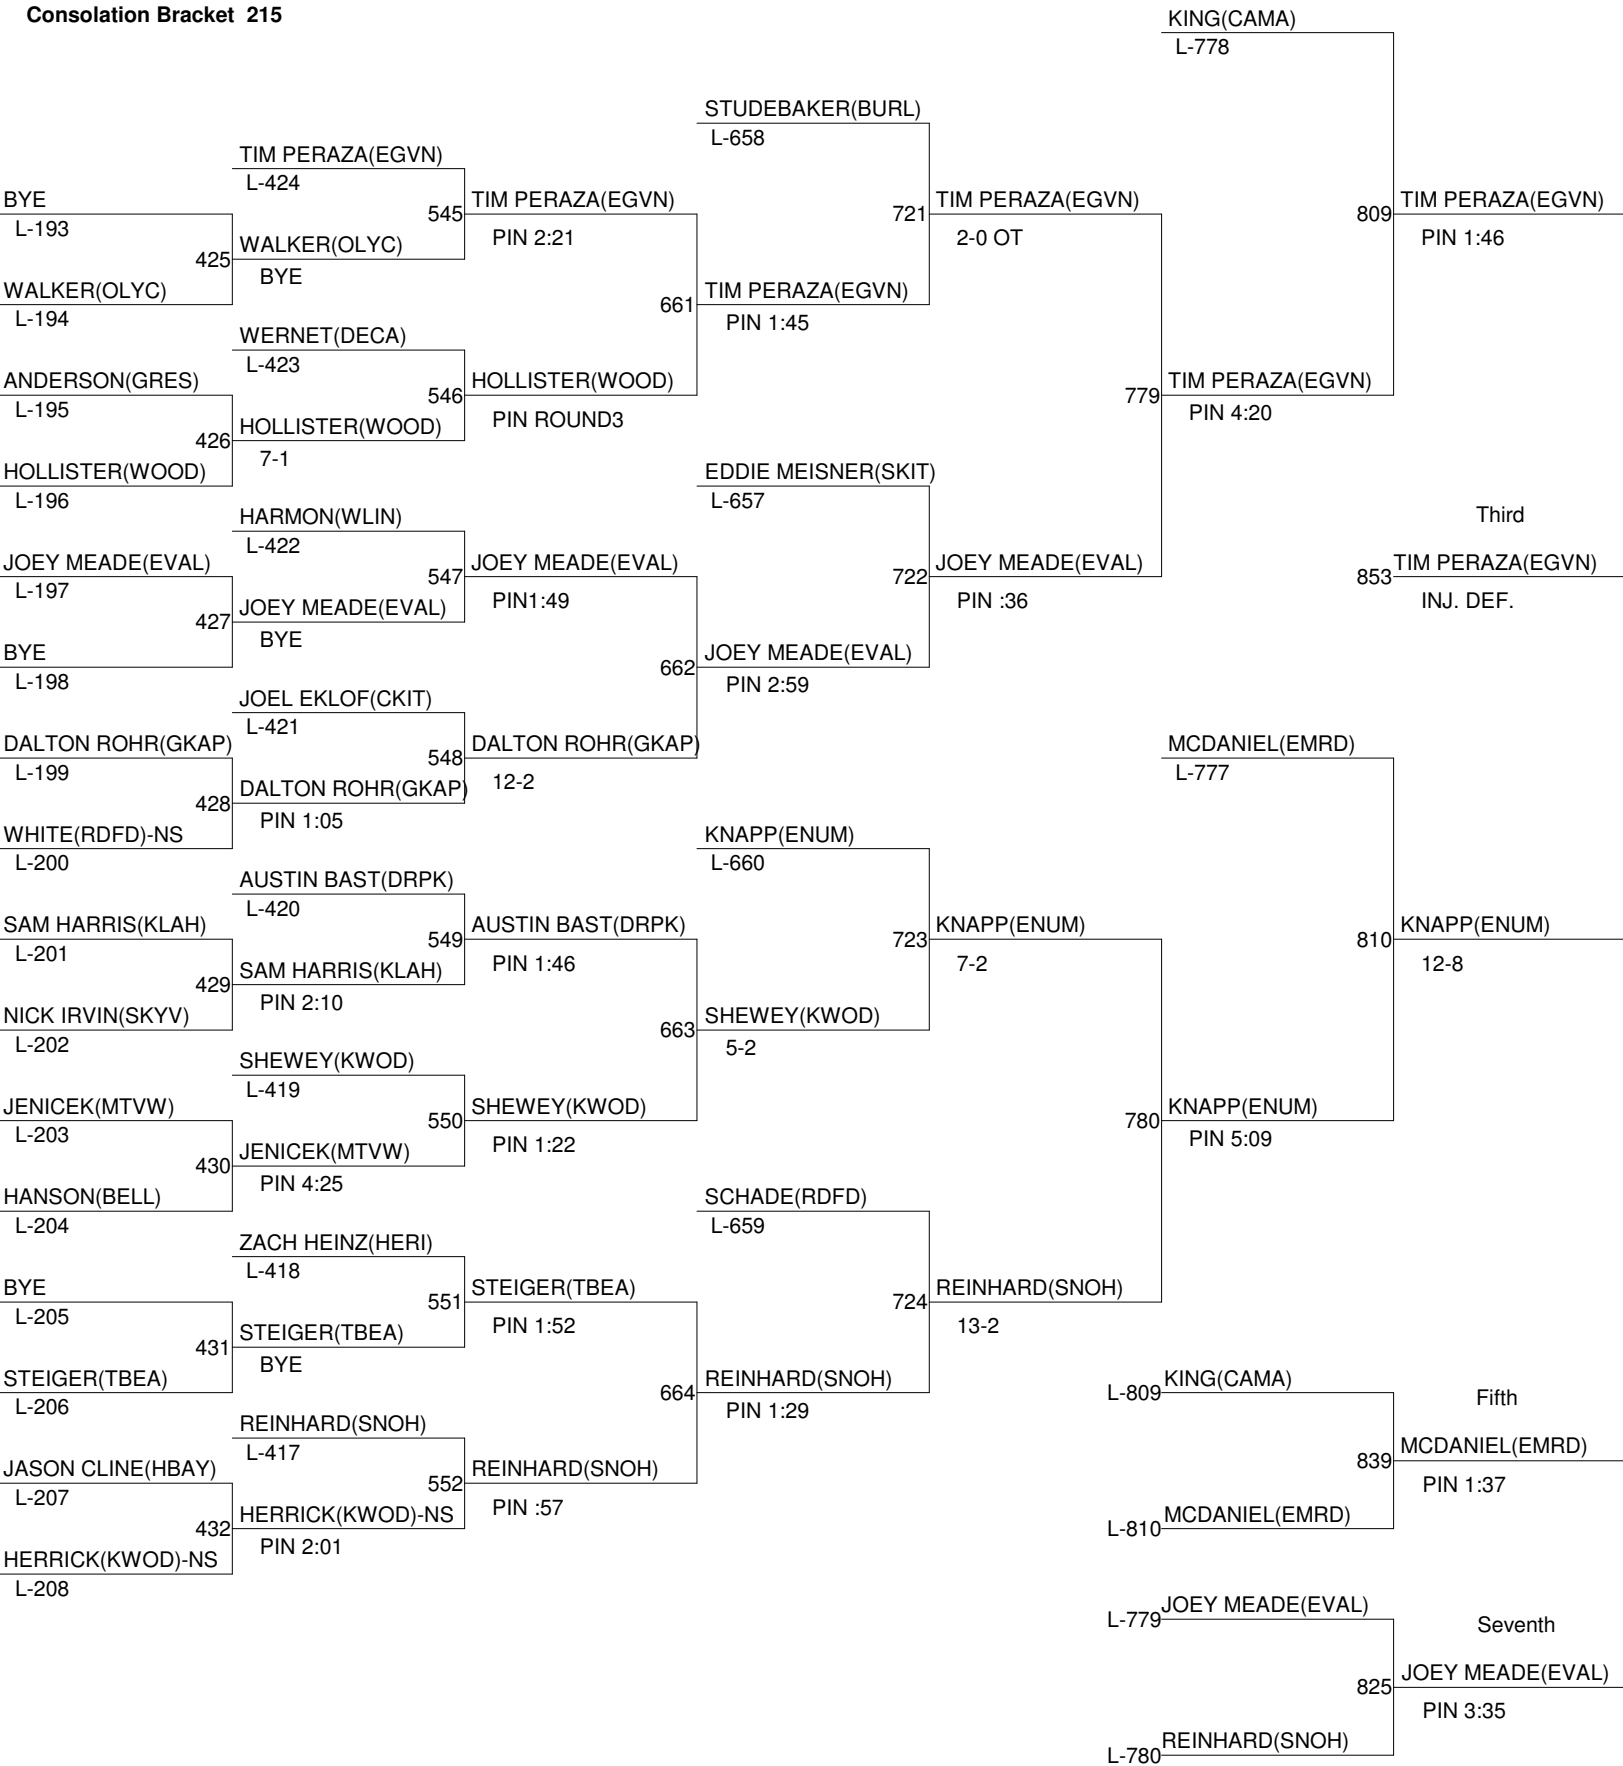 Consolation Bracket 215
BYE
L-193
425
WALKER(OLYC)
L-194
ANDERSON(GRES)
L-195
426
HOLLISTER(WOOD)
L-196
JOEY MEADE(EVAL)
L-197
427
BYE
L-198
DALTON ROHR(GKAP)
L-199
428
WHITE(RDFD)-NS
L-200
SAM HARRIS(KLAH)
L-201
429
NICK IRVIN(SKYV)
L-202
JENICEK(MTVW)
L-203
430
HANSON(BELL)
L-204
BYE
L-205
431
STEIGER(TBEA)
L-206
JASON CLINE(HBAY)
L-207
432
HERRICK(KWOD)-NS
L-208
TIM PERAZA(EGVN)
L-424
545
WALKER(OLYC)
BYE
WERNET(DECA)
L-423
546
HOLLISTER(WOOD)
7-1
HARMON(WLIN)
L-422
547
JOEY MEADE(EVAL)
BYE
JOEL EKLOF(CKIT)
L-421
548
DALTON ROHR(GKAP)
PIN 1:05
AUSTIN BAST(DRPK)
L-420
549
SAM HARRIS(KLAH)
PIN 2:10
SHEWEY(KWOD)
L-419
550
JENICEK(MTVW)
PIN 4:25
ZACH HEINZ(HERI)
L-418
551
STEIGER(TBEA)
BYE
REINHARD(SNOH)
L-417
552
HERRICK(KWOD)-NS
PIN 2:01
TIM PERAZA(EGVN)
PIN 2:21
661
HOLLISTER(WOOD)
PIN ROUND3
JOEY MEADE(EVAL)
PIN1:49
662
DALTON ROHR(GKAP)
12-2
AUSTIN BAST(DRPK)
PIN 1:46
663
SHEWEY(KWOD)
PIN 1:22
STEIGER(TBEA)
PIN 1:52
664
REINHARD(SNOH)
PIN :57
STUDEBAKER(BURL)
L-658
721
TIM PERAZA(EGVN)
PIN 1:45
EDDIE MEISNER(SKIT)
L-657
722
JOEY MEADE(EVAL)
PIN 2:59
KNAPP(ENUM)
L-660
723
SHEWEY(KWOD)
5-2
SCHADE(RDFD)
L-659
724
REINHARD(SNOH)
PIN 1:29
TIM PERAZA(EGVN)
2-0 OT
779
JOEY MEADE(EVAL)
PIN :36
KNAPP(ENUM)
7-2
780
REINHARD(SNOH)
13-2
KING(CAMA)
L-778
809
TIM PERAZA(EGVN)
PIN 4:20
MCDANIEL(EMRD)
L-777
810
KNAPP(ENUM)
PIN 5:09
TIM PERAZA(EGVN)
PIN 1:46
Third
853
TIM PERAZA(EGVN)
INJ. DEF.
KNAPP(ENUM)
12-8
L-809
KING(CAMA)
Fifth
839
MCDANIEL(EMRD)
PIN 1:37
L-810
MCDANIEL(EMRD)
L-779
JOEY MEADE(EVAL)
Seventh
825
JOEY MEADE(EVAL)
PIN 3:35
L-780
REINHARD(SNOH)